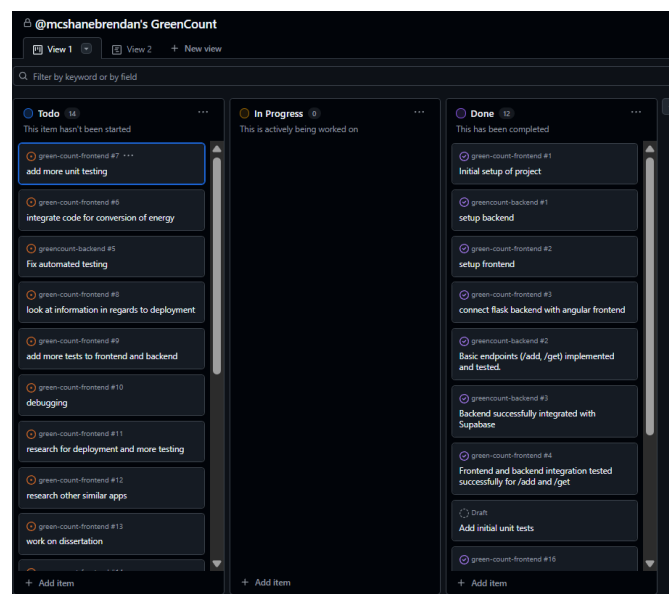 @mcshanebrendan's GreenCount
View 1
View 2
+ New view
Filter by keyword or by field
Todo 14 ...
This item hasn't been started
green-count-frontend #7 ...
add more unit testing
green-count-frontend #6
integrate code for conversion of energy
greencount-backend #5
Fix automated testing
green-count-frontend #8
look at information in regards to deployment
green-count-frontend #9
add more tests to frontend and backend
green-count-frontend #10
debugging
green-count-frontend #11
research for deployment and more testing
green-count-frontend #12
research other similar apps
green-count-frontend #13
work on dissertation
+ Add item
In Progress 0 ...
This is actively being worked on
+ Add item
Done 12 ...
This has been completed
green-count-frontend #1
Initial setup of project
greencount-backend #1
setup backend
green-count-frontend #2
setup frontend
green-count-frontend #3
connect flask backend with angular frontend
greencount-backend #2
Basic endpoints (/add, /get) implemented
and tested.
greencount-backend #3
Backend successfully integrated with
Supabase
green-count-frontend #4
Frontend and backend integration tested
successfully for /add and /get
Draft
Add initial unit tests
green-count-frontend #16
+ Add item